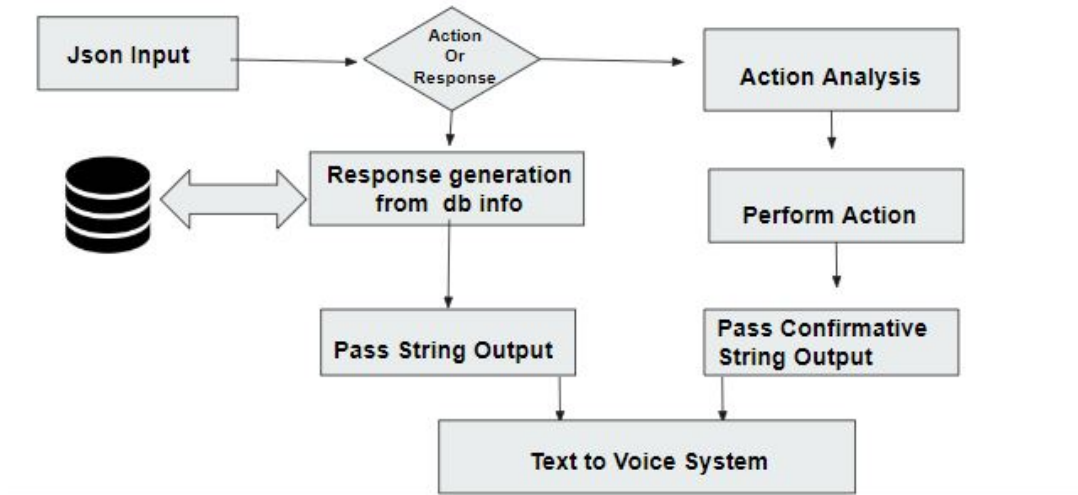 Json Input
Action
Or
Response
Action Analysis
Response generation
from db info
Perform Action
Pass String Output
Pass Confirmative
String Output
Text to Voice System